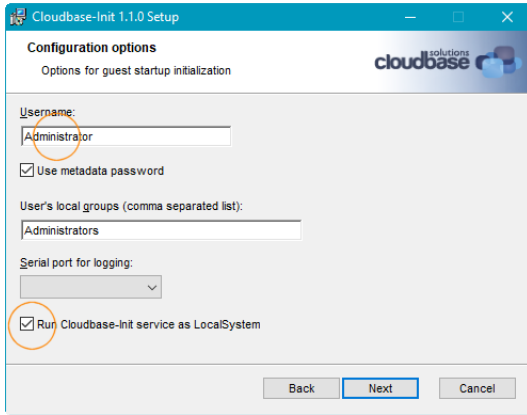 Cloudbase-Init 1.1.0 Setup
Configuration options
Options for guest startup initialization
cloudbase solutions
Username:
Administrator
Use metadata password
User's local groups (comma separated list):
Administrators
Serial port for logging:
Run Cloudbase-Init service as LocalSystem
Back Next Cancel